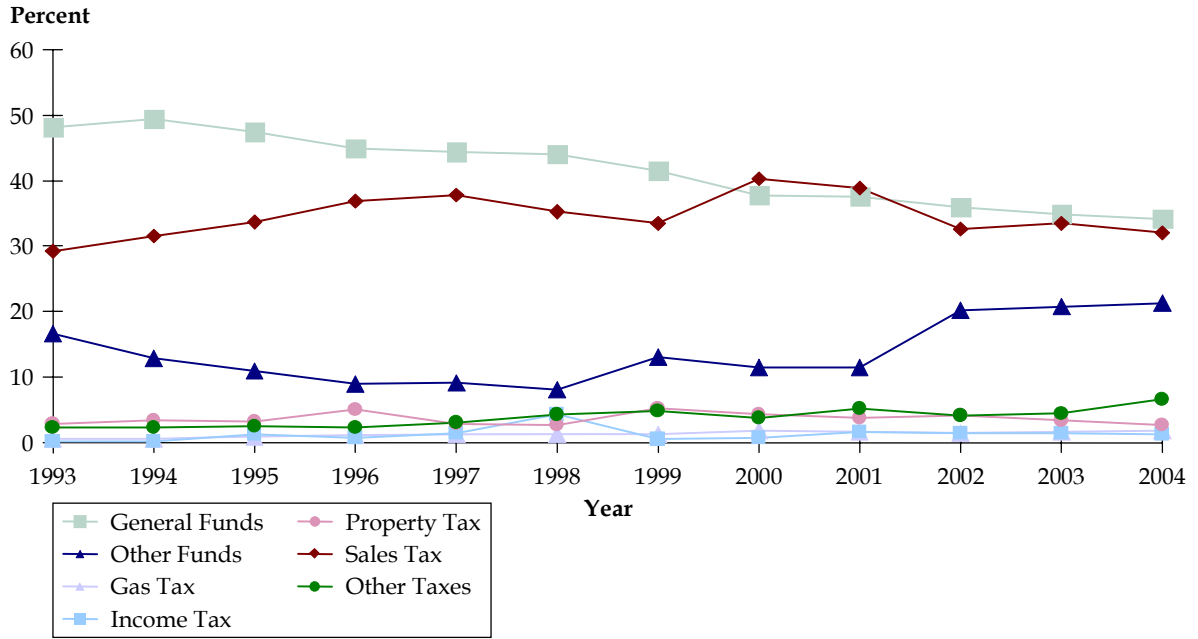 Percent
60
50
40
30
20
10
0
1993 1994 1995 1996 1997 1998 1999 2000 2001 2002 2003 2004
Year
General Funds Property Tax
Other Funds Sales Tax
Gas Tax Other Taxes
Income Tax